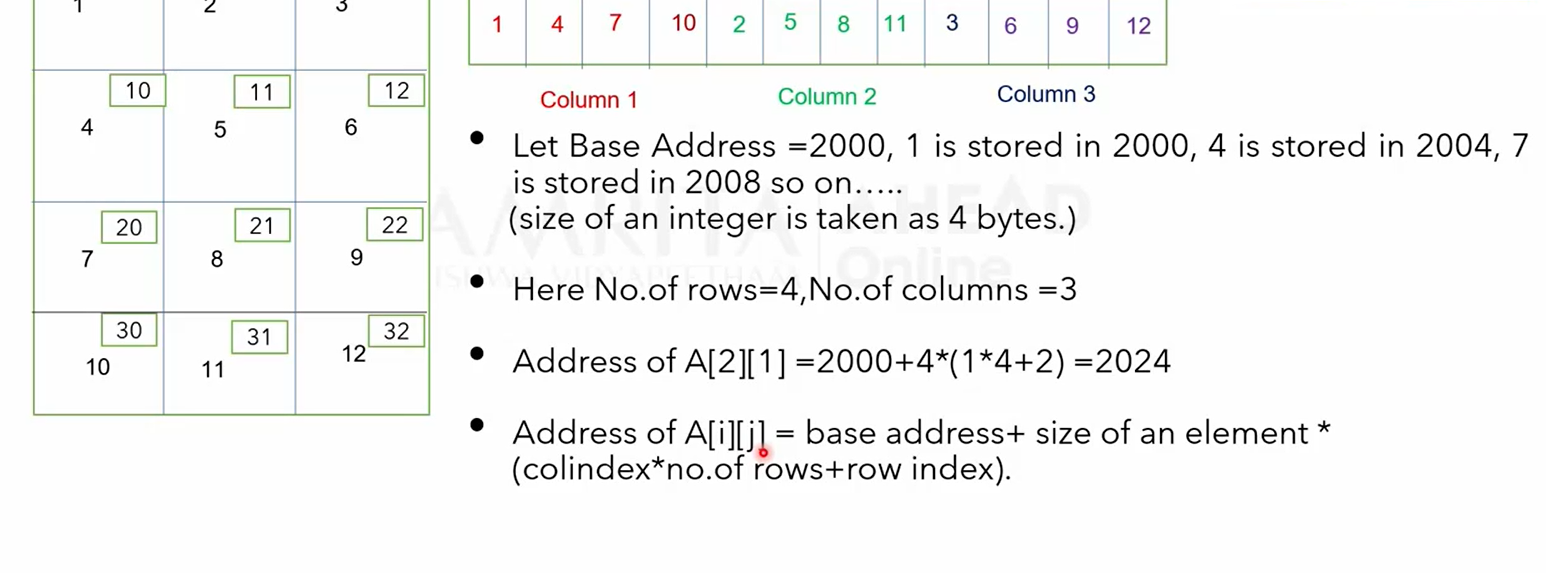 1 2 3
1 4 7 10 2 5 8 11 3 6 9 12
10 11 12
4 5 6
Column 1 Column 2 Column 3
20 21 22
7 8 9
30 31 32
10 11 12
• Let Base Address =2000, 1 is stored in 2000, 4 is stored in 2004, 7
is stored in 2008 so on.....
(size of an integer is taken as 4 bytes.)
• Here No.of rows=4,No.of columns =3
• Address of A[2][1] =2000+4*(1*4+2) =2024
• Address of A[i][j] = base address+ size of an element *
(colindex*no.of rows+row index).
AMRITA AHEAD
VISHWA VIDYAPEETHAM Online